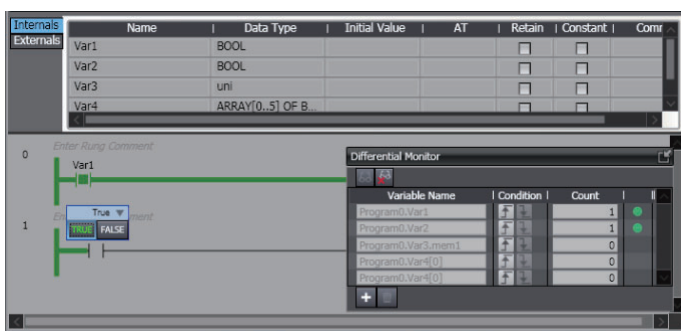 Internals
Externals
Name | Data Type | Initial Value | AT | Retain | Constant | Comr
Var1 BOOL
Var2 BOOL
Var3 uni
Var4 ARRAY[0..5] OF B...
0 Enter Rung Comment
Var1
Differential Monitor
Variable Name | Condition | Count |
Program0.Var1 1
Program0.Var2 1
Program0.Var3.mem1 0
Program0.Var4[0] 0
Program0.Var4[0] 0
1 En ment
True ▼
TRUE FALSE